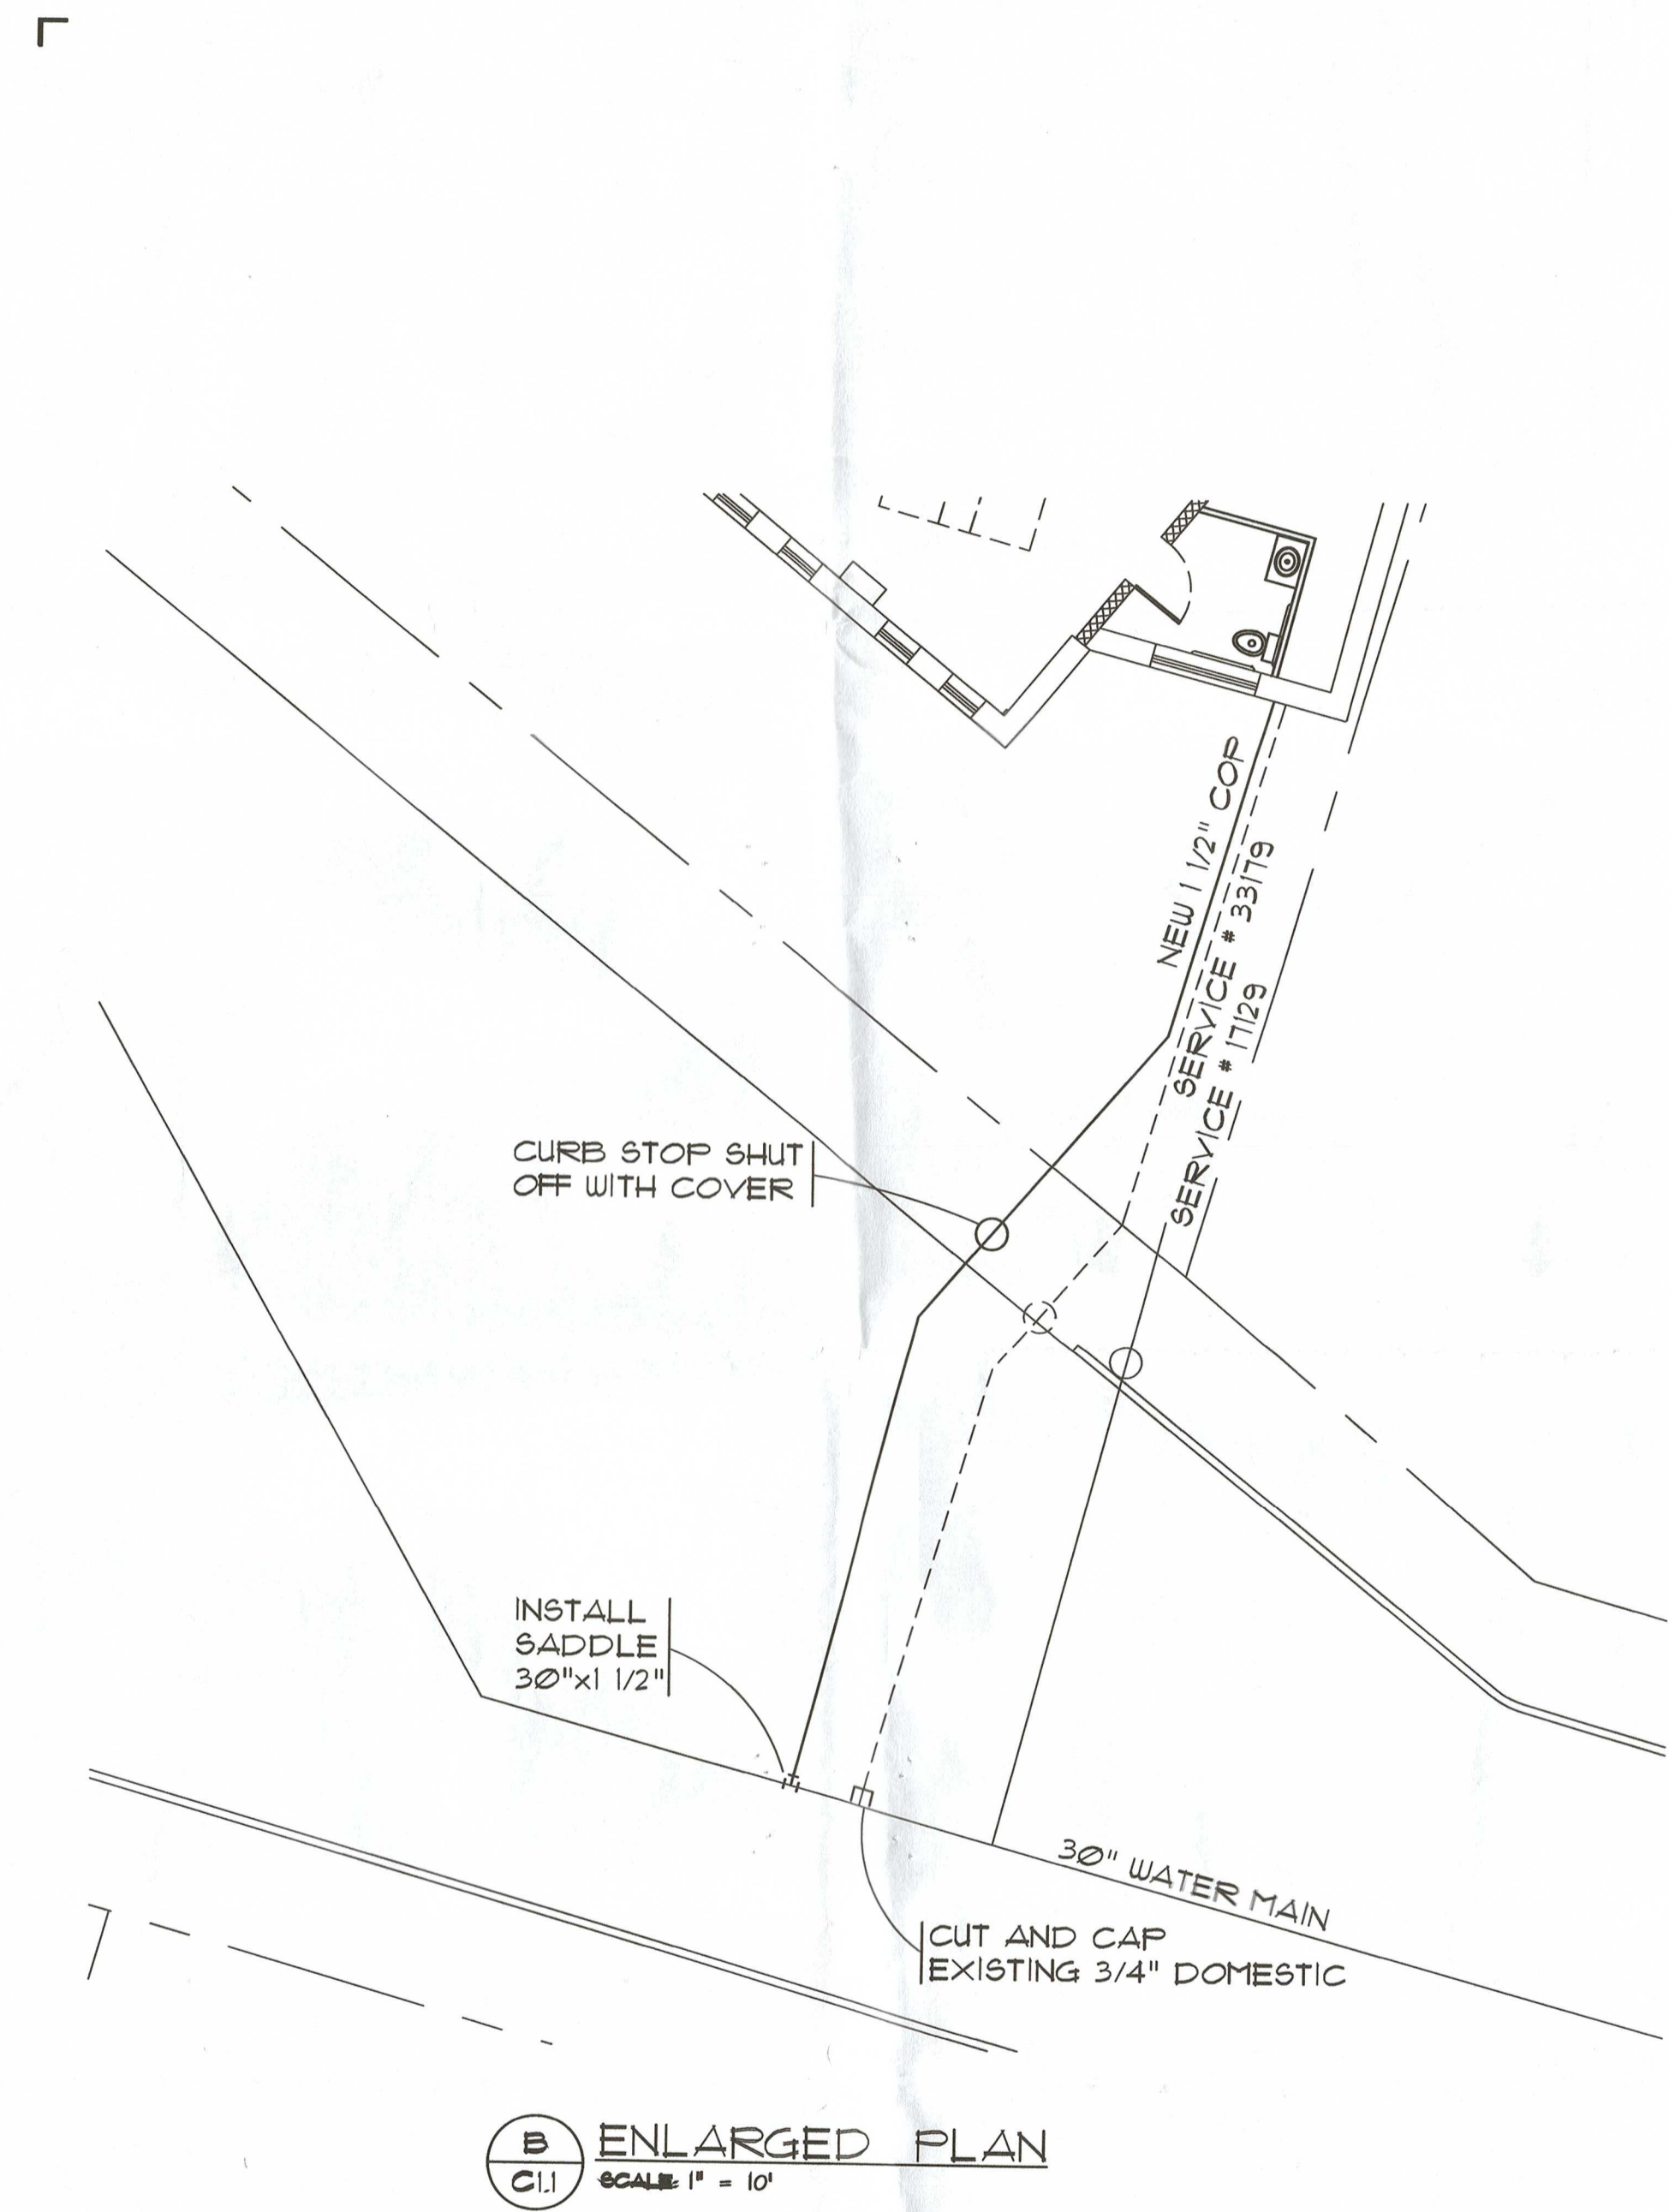 NEW 1 1/2" COP
SERVICE # 33179
SERVICE # 17129
CURB STOP SHUT
OFF WITH COVER
INSTALL
SADDLE
30"x1 1/2"
30" WATER MAIN
CUT AND CAP
EXISTING 3/4" DOMESTIC
B
C1.1
ENLARGED PLAN
SCALE: 1" = 10'